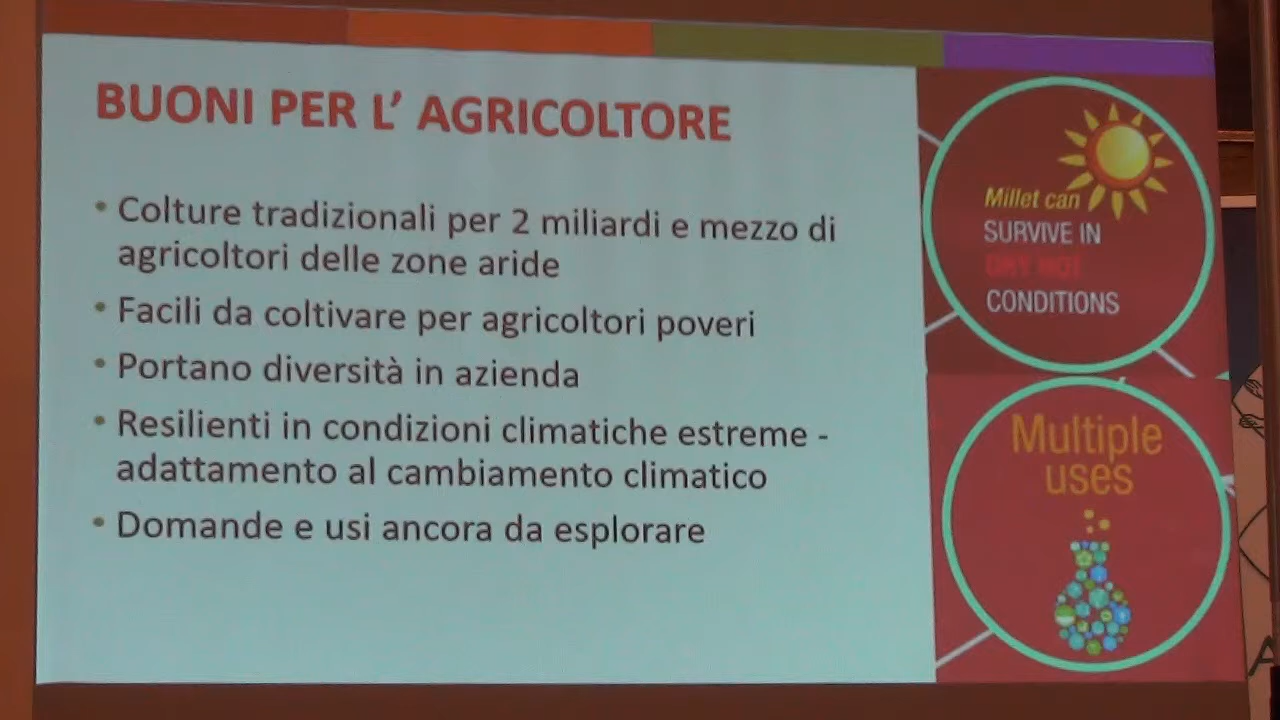 BUONI PER L’ AGRICOLTORE
• Colture tradizionali per 2 miliardi e mezzo di
agricoltori delle zone aride
• Facili da coltivare per agricoltori poveri
• Portano diversità in azienda
• Resilienti in condizioni climatiche estreme -
adattamento al cambiamento climatico
• Domande e usi ancora da esplorare
Millet can
SURVIVE IN
DRY HOT
CONDITIONS
Multiple
uses